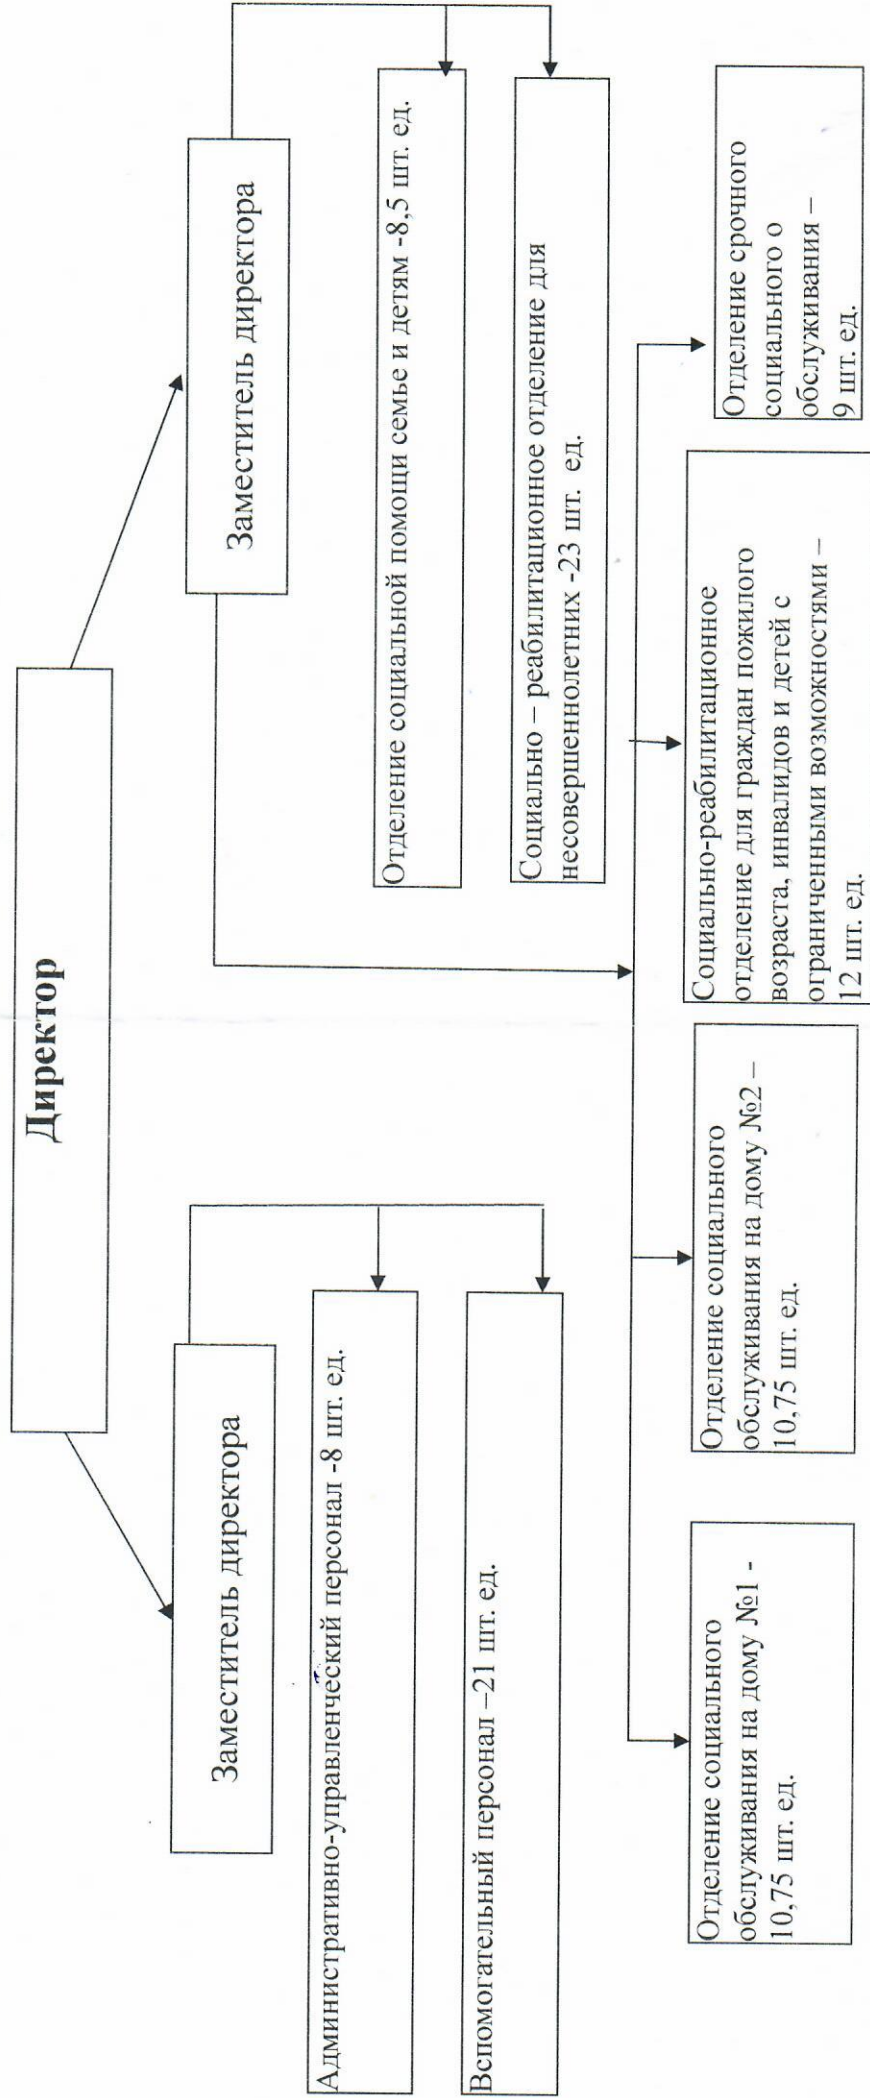 Директор
Заместитель директора
Административно-управленческий персонал -8 шт. ед.
Вспомогательный персонал –21 шт. ед.
Заместитель директора
Отделение социальной помощи семье и детям -8,5 шт. ед.
Социально – реабилитационное отделение для
несовершеннолетних -23 шт. ед.
Отделение социального
обслуживания на дому №1 -
10,75 шт. ед.
Отделение социального
обслуживания на дому №2 –
10,75 шт. ед.
Социально-реабилитационное
отделение для граждан пожилого
возраста, инвалидов и детей с
ограниченными возможностями –
12 шт. ед.
Отделение срочного
социального о
обслуживания –
9 шт. ед.